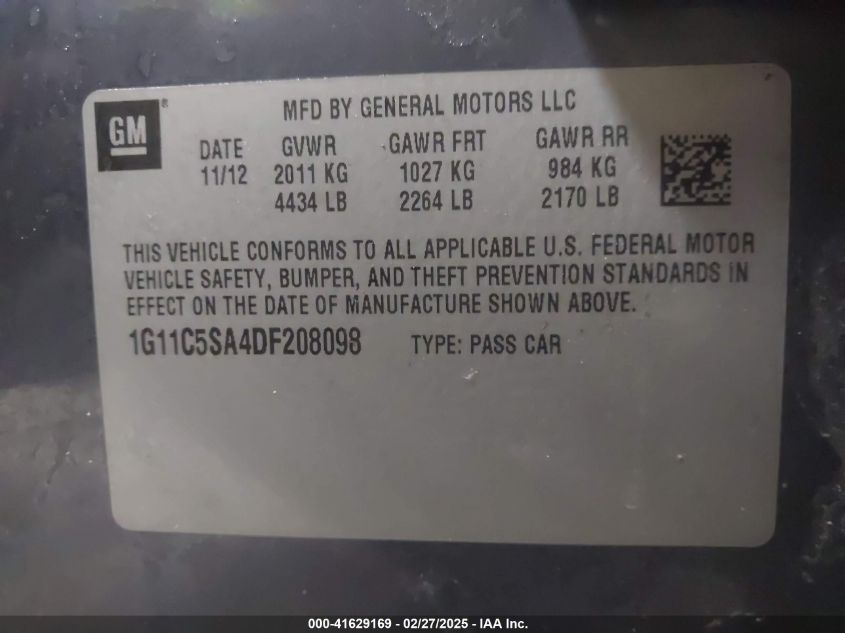 GM ®
MFD BY GENERAL MOTORS LLC
DATE GVWR GAWR FRT GAWR RR
11/12 2011 KG 1027 KG 984 KG
4434 LB 2264 LB 2170 LB
THIS VEHICLE CONFORMS TO ALL APPLICABLE U.S. FEDERAL MOTOR
VEHICLE SAFETY, BUMPER, AND THEFT PREVENTION STANDARDS IN
EFFECT ON THE DATE OF MANUFACTURE SHOWN ABOVE.
1G11C5SA4DF208098 TYPE: PASS CAR
000-41629169 - 02/27/2025 - IAA Inc.